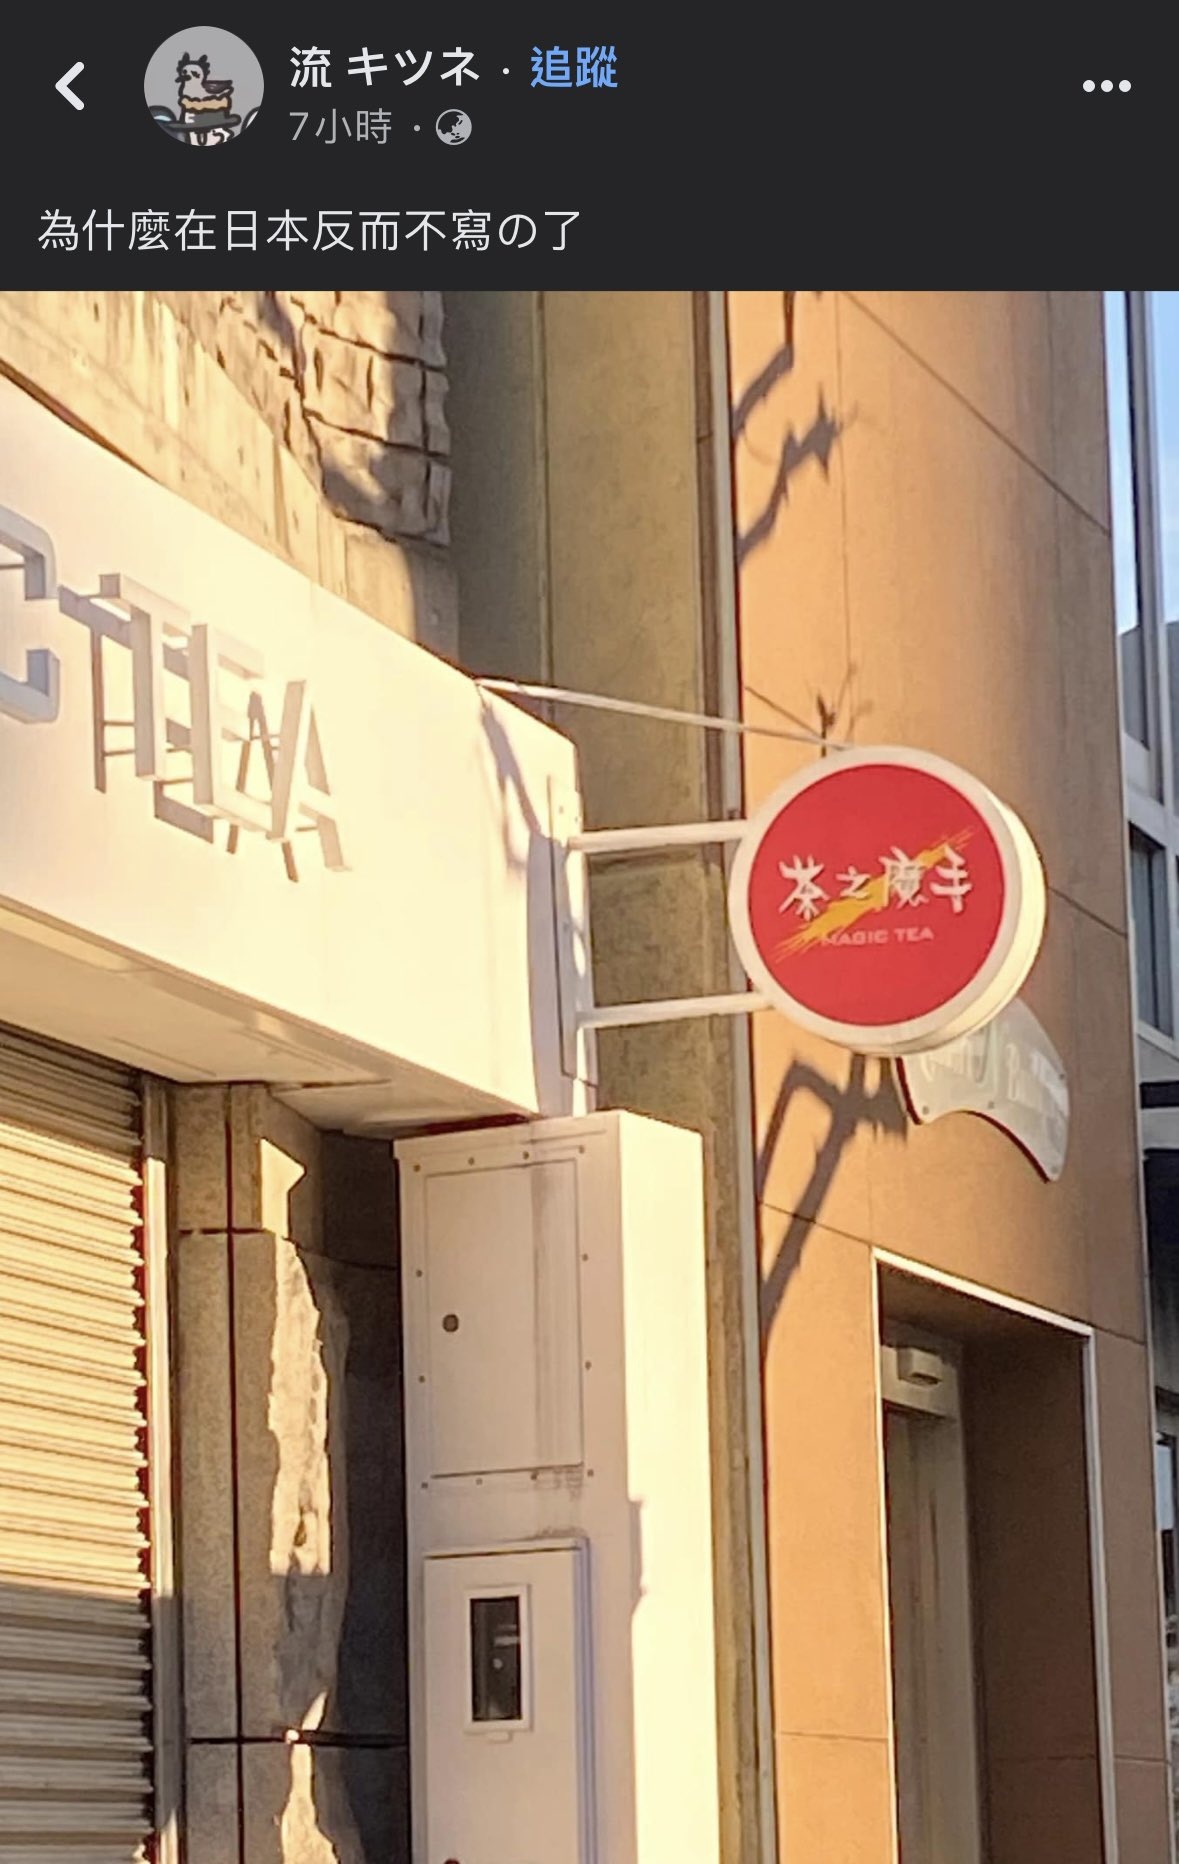 流 キツネ · 追蹤
7小時 ·
為什麼在日本反而不寫の了
C TEA
茶之魔手
MAGIC TEA